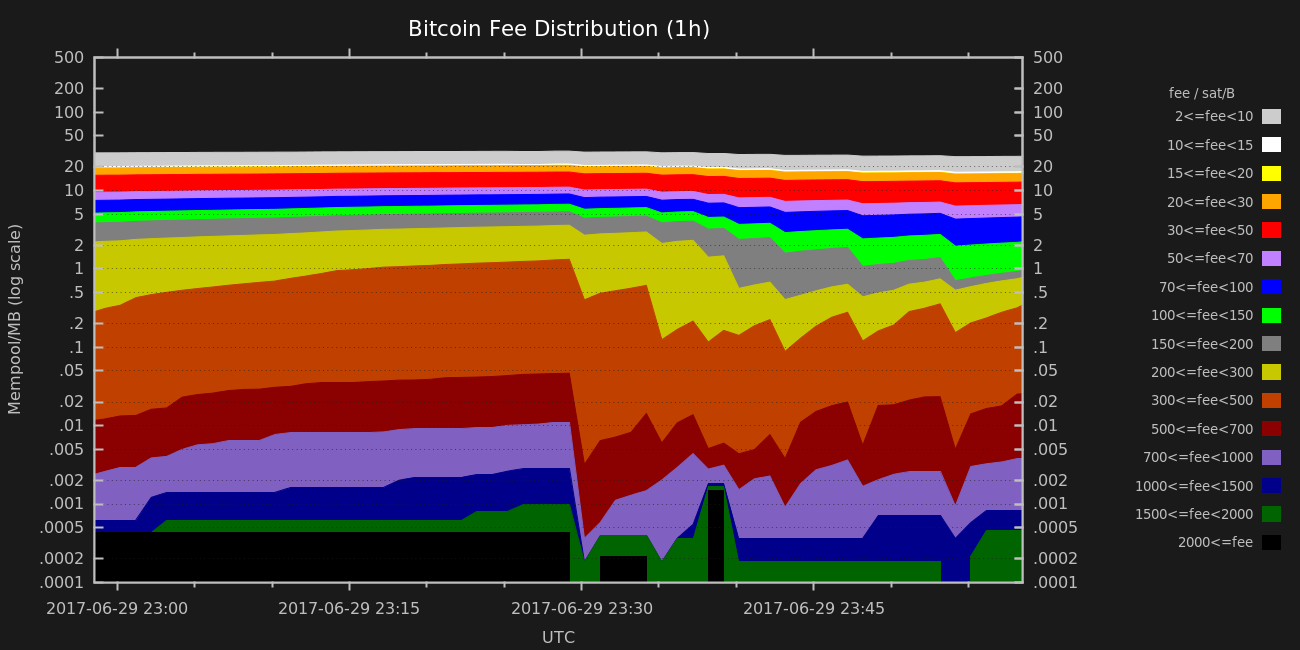 Bitcoin Fee Distribution (1h)
500
200
100
50
20
10
5
2
1
.5
.2
.1
.05
.02
.01
.005
.002
.001
.0005
.0002
.0001
Mempool/MB (log scale)
500
200
100
50
20
10
5
2
1
.5
.2
.1
.05
.02
.01
.005
.002
.001
.0005
.0002
.0001
2017-06-29 23:00 2017-06-29 23:15 2017-06-29 23:30 2017-06-29 23:45
UTC
fee / sat/B
2<=fee<10
10<=fee<15
15<=fee<20
20<=fee<30
30<=fee<50
50<=fee<70
70<=fee<100
100<=fee<150
150<=fee<200
200<=fee<300
300<=fee<500
500<=fee<700
700<=fee<1000
1000<=fee<1500
1500<=fee<2000
2000<=fee